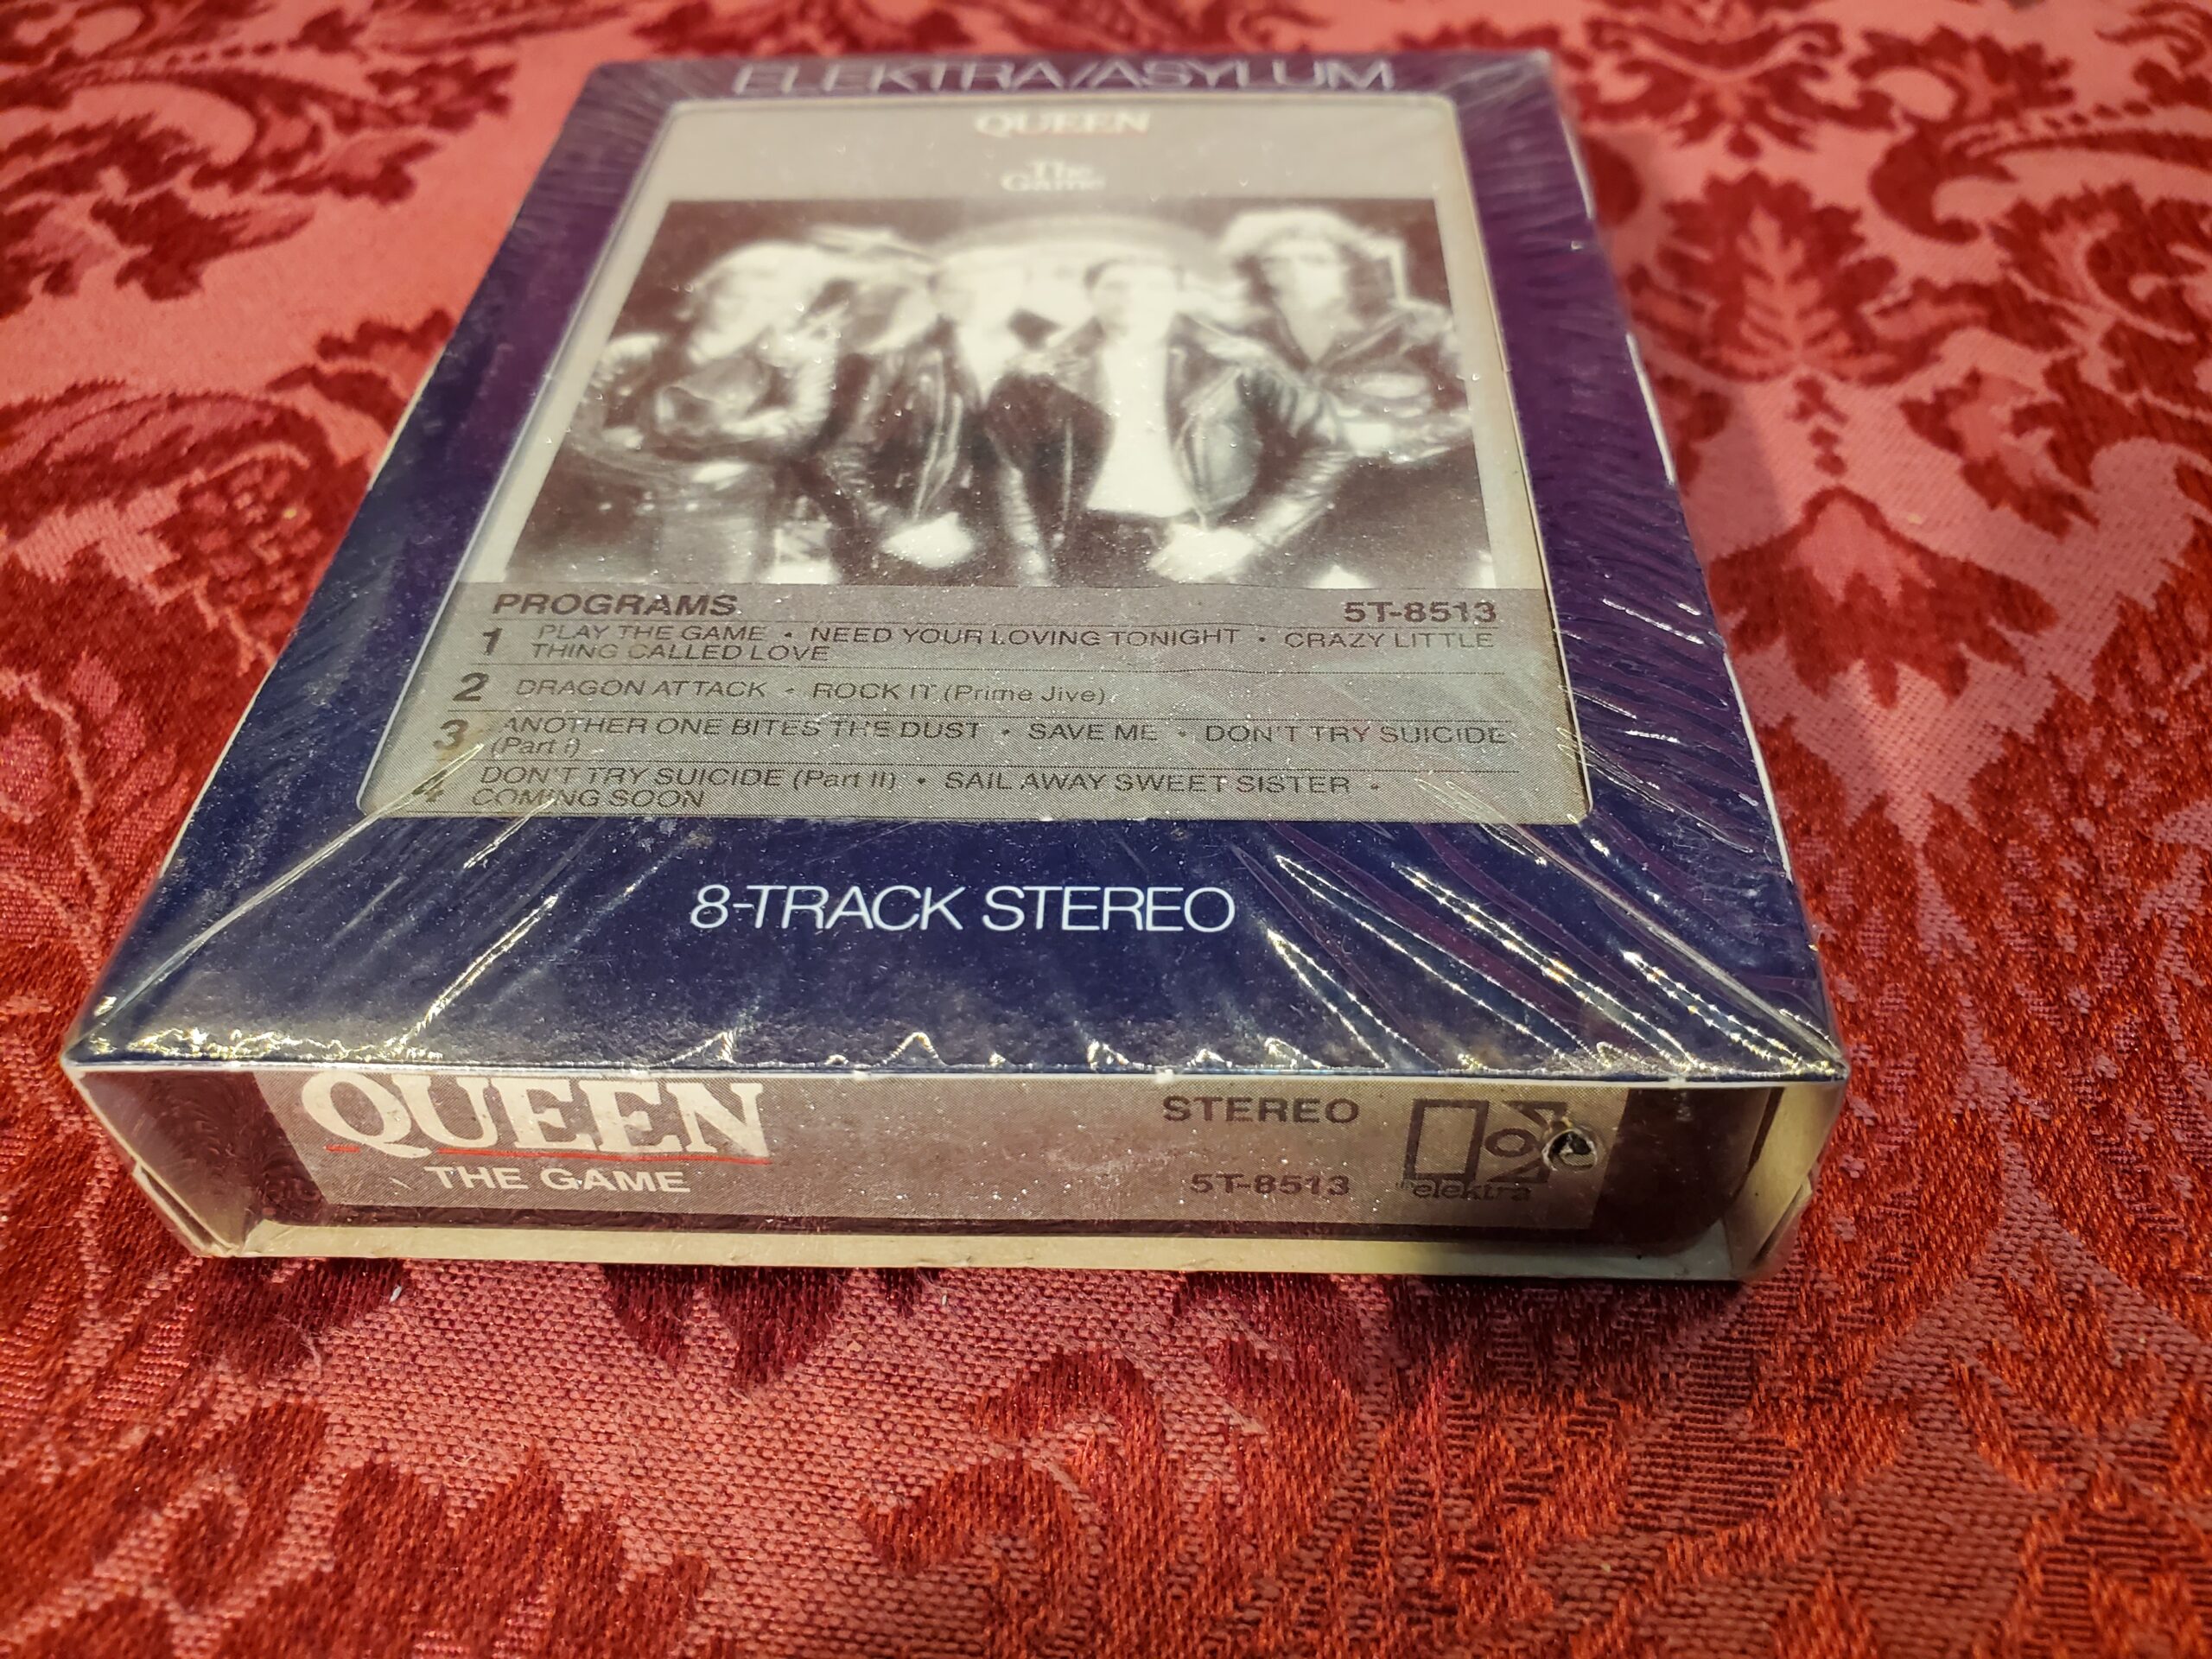 ELEKTRA/ASYLUM
QUEEN
The
Game
PROGRAMS
5T-8513
1 PLAY THE GAME • NEED YOUR LOVING TONIGHT • CRAZY LITTLE
THING CALLED LOVE
2 DRAGON ATTACK • ROCK IT (Prime Jive)
3 ANOTHER ONE BITES THE DUST • SAVE ME • DON'T TRY SUICIDE
(Part I)
4 DON'T TRY SUICIDE (Part II) • SAIL AWAY SWEET SISTER •
COMING SOON
8-TRACK STEREO
QUEEN
THE GAME
STEREO
5T-8513
elektra